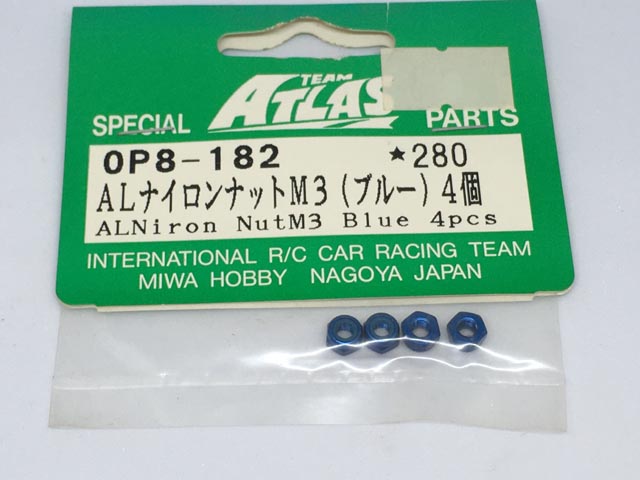 TEAM
ATLAS
SPECIAL PARTS
OP8-182 ★280
ALナイロンナットM3(ブルー)4個
ALNiron NutM3 Blue 4pcs
INTERNATIONAL R/C CAR RACING TEAM
MIWA HOBBY NAGOYA JAPAN